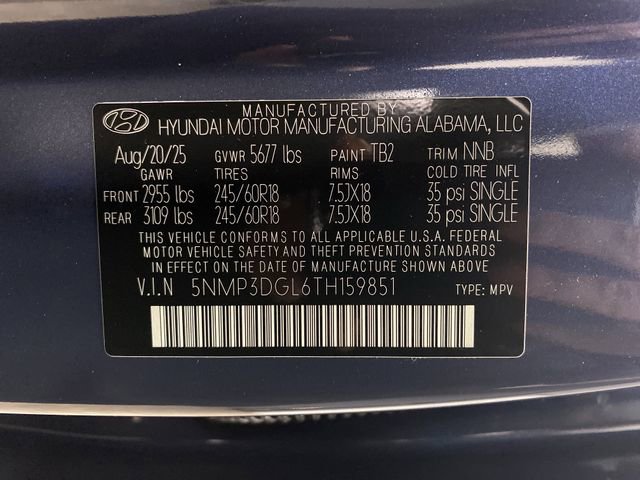 MANUFACTURED BY
HYUNDAI MOTOR MANUFACTURING ALABAMA, LLC
Aug/20/25 GVWR 5677 lbs PAINT TB2 TRIM NNB
GAWR TIRES RIMS COLD TIRE INFL
FRONT 2955 lbs 245/60R18 7.5JX18 35 psi SINGLE
REAR 3109 lbs 245/60R18 7.5JX18 35 psi SINGLE
THIS VEHICLE CONFORMS TO ALL APPLICABLE U.S.A. FEDERAL
MOTOR VEHICLE SAFETY, BUMPER, AND THEFT PREVENTION STANDARDS
IN EFFECT ON THE DATE OF MANUFACTURE SHOWN ABOVE.
V.I.N 5NMP3DGL6TH159851 TYPE: MPV